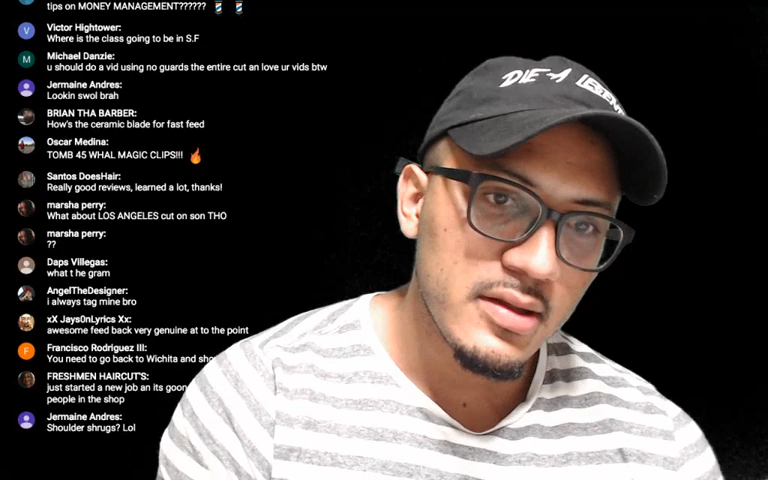 tips on MONEY MANAGEMENT?????? 💈 💈
Victor Hightower:
Where is the class going to be in S.F
Michael Danzie:
u should do a vid using no guards the entire cut an love ur vids btw
Jermaine Andres:
Lookin swol brah
BRIAN THA BARBER:
How's the ceramic blade for fast feed
Oscar Medina:
TOMB 45 WHAL MAGIC CLIPS!!! 🔥
Santos DoesHair:
Really good reviews, learned a lot, thanks!
marsha perry:
What about LOS ANGELES cut on son THO
marsha perry:
??
Daps Villegas:
what t he gram
AngelTheDesigner:
i always tag mine bro
xX Jays0nLyrics Xx:
awesome feed back very genuine at to the point
Francisco Rodriguez III:
You need to go back to Wichita and
FRESHMEN HAIRCUT'S:
just started a new job an its
people in the shop
Jermaine Andres:
Shoulder shrugs? Lol
DIE A LEGEND